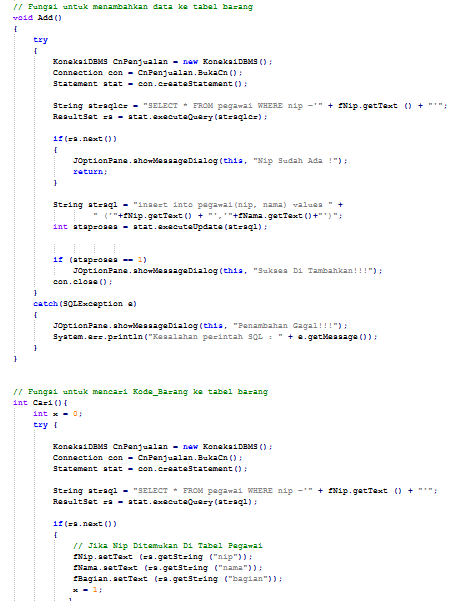 // Fungsi untuk menambahkan data ke tabel barang
void Add()
{
try
{
KoneksiDBMS CnPenjualan = new KoneksiDBMS();
Connection con = CnPenjualan.BukaCn();
Statement stat = con.createStatement();
String strsqlcr = "SELECT * FROM pegawai WHERE nip ='" + fNip.getText () + "'";
ResultSet rs = stat.executeQuery(strsqlcr);
if(rs.next())
{
JOptionPane.showMessageDialog(this, "Nip Sudah Ada !");
return;
}
String strsql = "insert into pegawai(nip, nama) values " +
" ('"+fNip.getText() + "','"+fNama.getText()+"')";
int stsproses = stat.executeUpdate(strsql);
if (stsproses == 1)
JOptionPane.showMessageDialog(this, "Sukses Di Tambahkan!!!");
con.close();
}
catch(SQLException e)
{
JOptionPane.showMessageDialog(this, "Penambahan Gagal!!!");
System.err.println("Kesalahan perintah SQL : " + e.getMessage());
}
}
// Fungsi untuk mencari Kode_Barang ke tabel barang
int Cari(){
int x = 0;
try {
KoneksiDBMS CnPenjualan = new KoneksiDBMS();
Connection con = CnPenjualan.BukaCn();
Statement stat = con.createStatement();
String strsql = "SELECT * FROM pegawai WHERE nip ='" + fNip.getText () + "'";
ResultSet rs = stat.executeQuery(strsql);
if(rs.next())
{
// Jika Nip Ditemukan Di Tabel Pegawai
fNip.setText (rs.getString ("nip"));
fNama.setText (rs.getString ("nama"));
fBagian.setText (rs.getString ("bagian"));
x = 1;
}